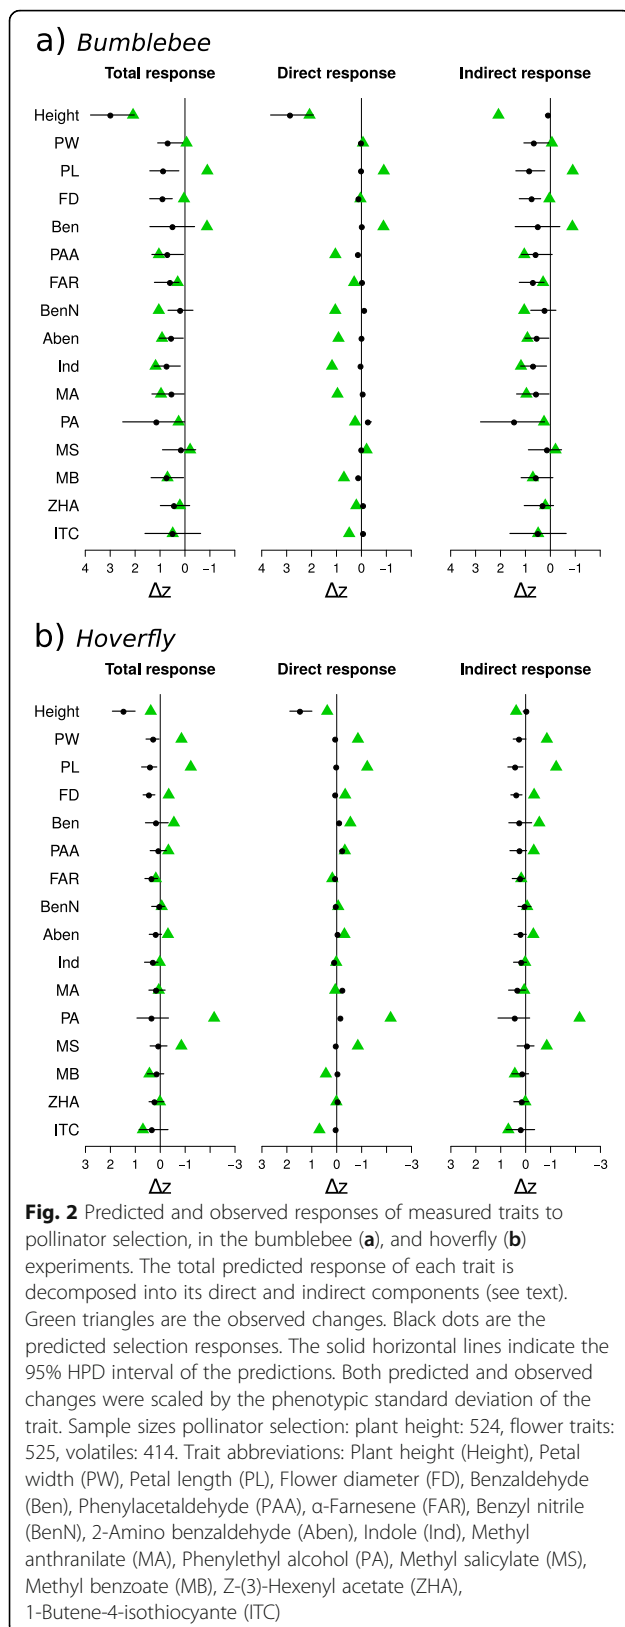 a) Bumblebee
Total response Direct response Indirect response
Height
PW
PL
FD
Ben
PAA
FAR
BenN
Aben
Ind
MA
PA
MS
MB
ZHA
ITC
4 3 2 1 0 −1 4 3 2 1 0 −1 4 3 2 1 0 −1
Δz Δz Δz
b) Hoverfly
Total response Direct response Indirect response
Height
PW
PL
FD
Ben
PAA
FAR
BenN
Aben
Ind
MA
PA
MS
MB
ZHA
ITC
3 2 1 0 −1 −3 3 2 1 0 −1 −3 3 2 1 0 −1 −3
Δz Δz Δz
Fig. 2 Predicted and observed responses of measured traits to
pollinator selection, in the bumblebee (a), and hoverfly (b)
experiments. The total predicted response of each trait is
decomposed into its direct and indirect components (see text).
Green triangles are the observed changes. Black dots are the
predicted selection responses. The solid horizontal lines indicate the
95% HPD interval of the predictions. Both predicted and observed
changes were scaled by the phenotypic standard deviation of the
trait. Sample sizes pollinator selection: plant height: 524, flower traits:
525, volatiles: 414. Trait abbreviations: Plant height (Height), Petal
width (PW), Petal length (PL), Flower diameter (FD), Benzaldehyde
(Ben), Phenylacetaldehyde (PAA), α-Farnesene (FAR), Benzyl nitrile
(BenN), 2-Amino benzaldehyde (Aben), Indole (Ind), Methyl
anthranilate (MA), Phenylethyl alcohol (PA), Methyl salicylate (MS),
Methyl benzoate (MB), Z-(3)-Hexenyl acetate (ZHA),
1-Butene-4-isothiocyante (ITC)